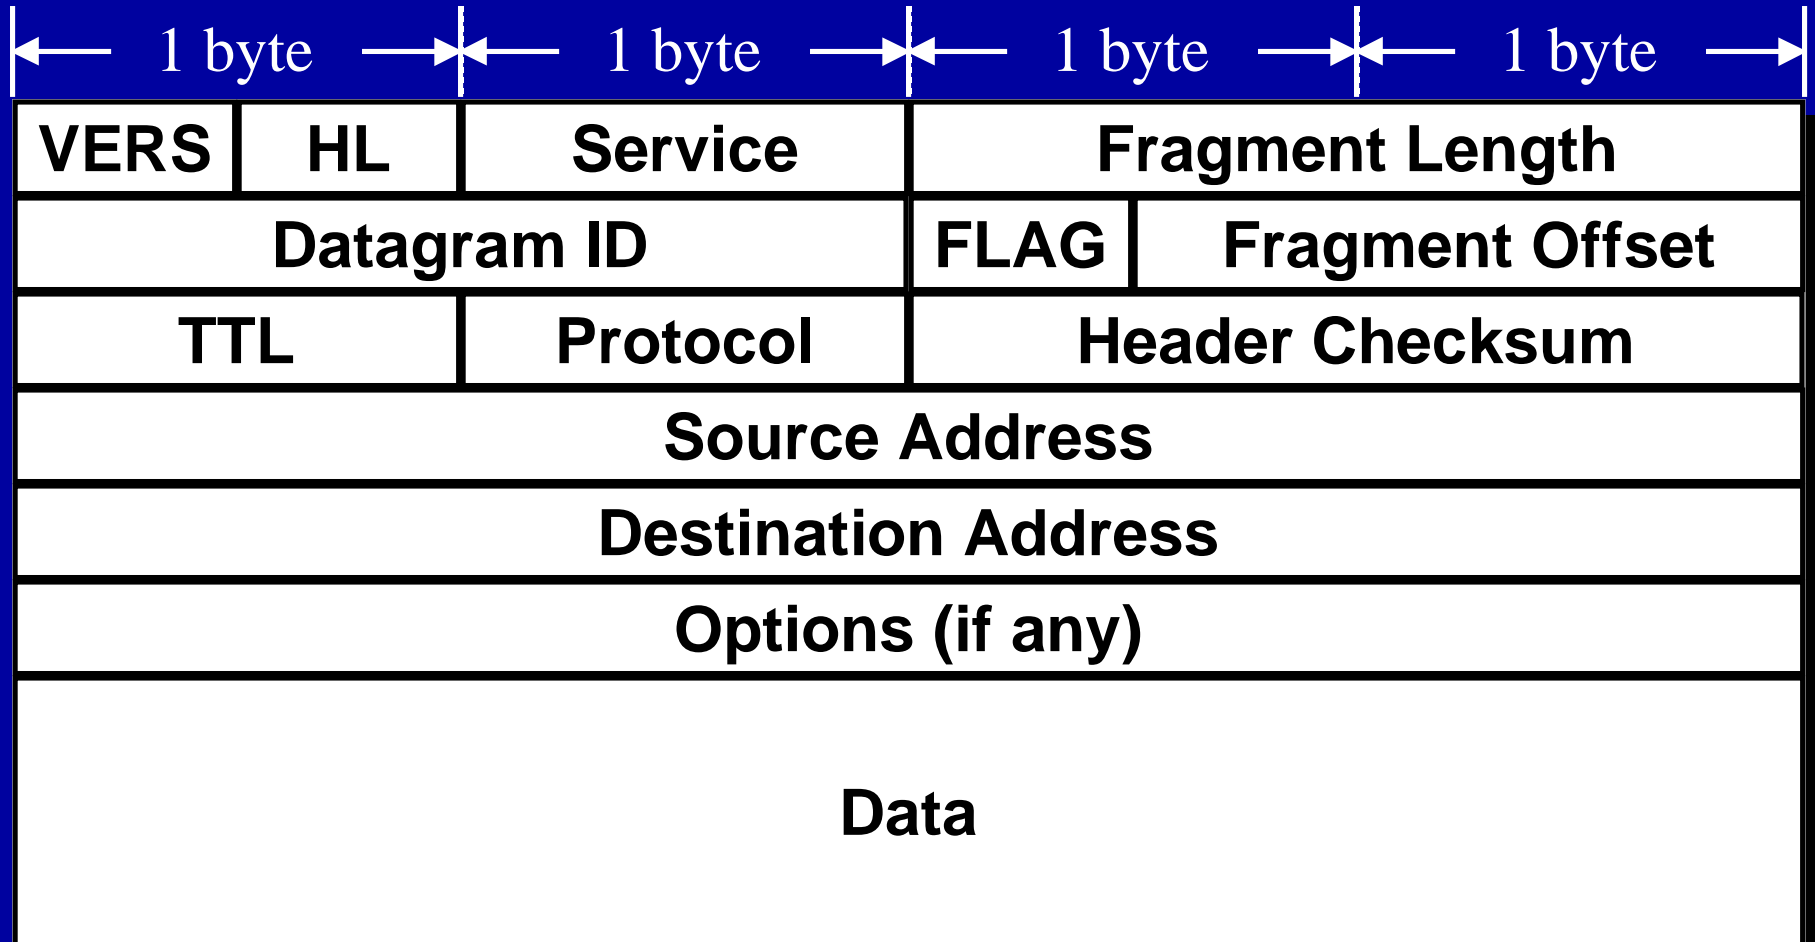 1 byte 1 byte 1 byte 1 byte
VERS HL Service Fragment Length
Datagram ID FLAG Fragment Offset
TTL Protocol Header Checksum
Source Address
Destination Address
Options (if any)
Data